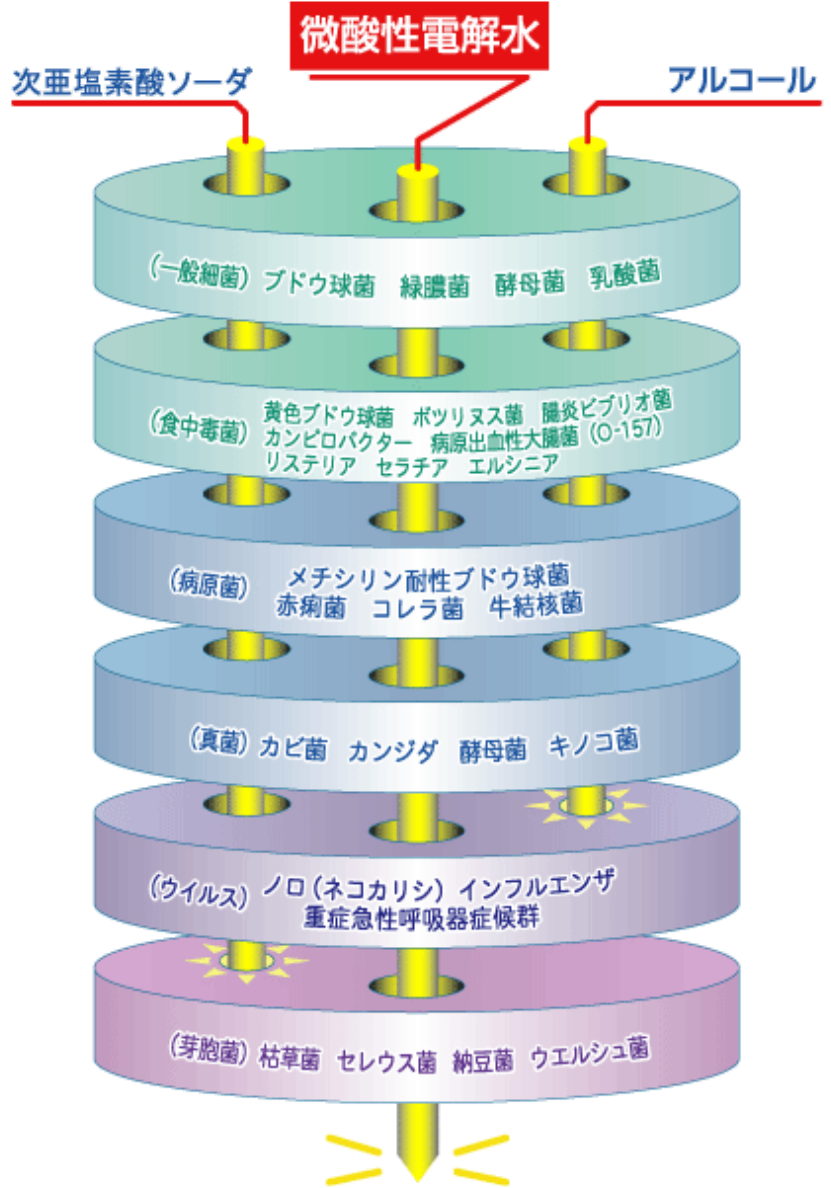 微酸性電解水
次亜塩素酸ソーダ
アルコール
(一般細菌) ブドウ球菌 緑膿菌 酵母菌 乳酸菌
(食中毒菌) 黄色ブドウ球菌 ボツリヌス菌 腸炎ビブリオ菌
カンピロバクター 病原出血性大腸菌 (O-157)
リステリア セラチア エルシニア
(病原菌) メチシリン耐性ブドウ球菌
赤痢菌 コレラ菌 牛結核菌
(真菌) カビ菌 カンジダ 酵母菌 キノコ菌
(ウイルス) ノロ (ネコカリシ) インフルエンザ
重症急性呼吸器症候群
(芽胞菌) 枯草菌 セレウス菌 納豆菌 ウエルシュ菌